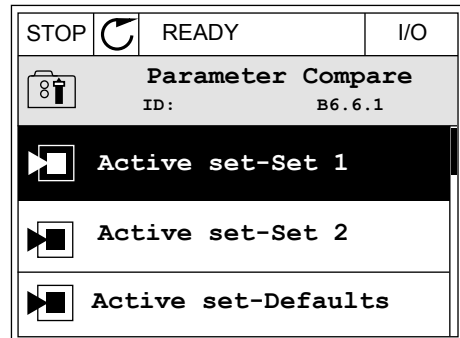 STOP READY I/O
Parameter Compare
ID: B6.6.1
Active set-Set 1
Active set-Set 2
Active set-Defaults